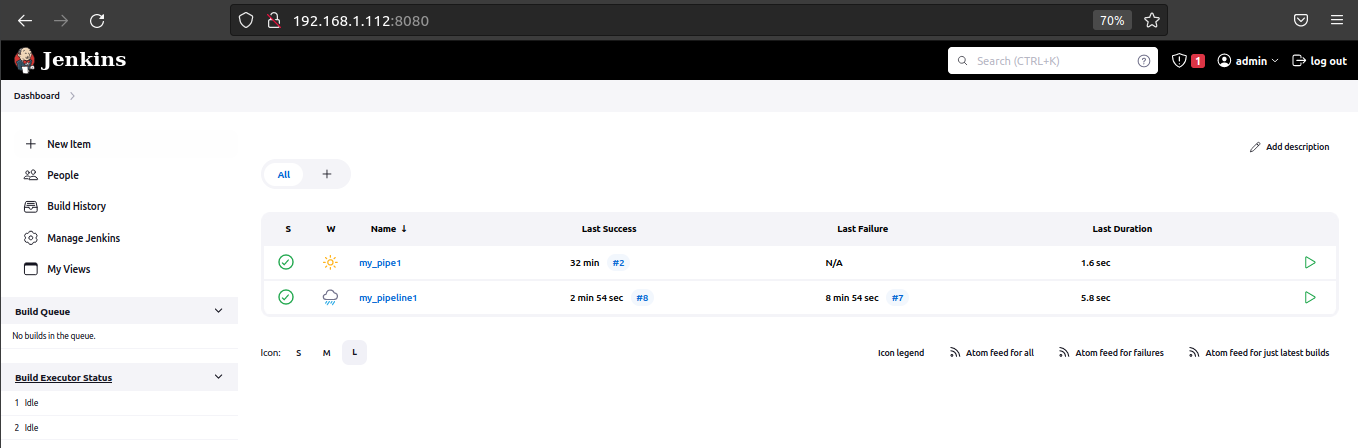 192.168.1.112:8080
70%
Jenkins
Search (CTRL+K)
1
admin
log out
Dashboard
New Item
People
Build History
Manage Jenkins
My Views
Build Queue
No builds in the queue.
Build Executor Status
1 Idle
2 Idle
Add description
All +
S W Name ↓ Last Success Last Failure Last Duration
my_pipe1 32 min #2 N/A 1.6 sec
my_pipeline1 2 min 54 sec #8 8 min 54 sec #7 5.8 sec
Icon: S M L
Icon legend
Atom feed for all
Atom feed for failures
Atom feed for just latest builds